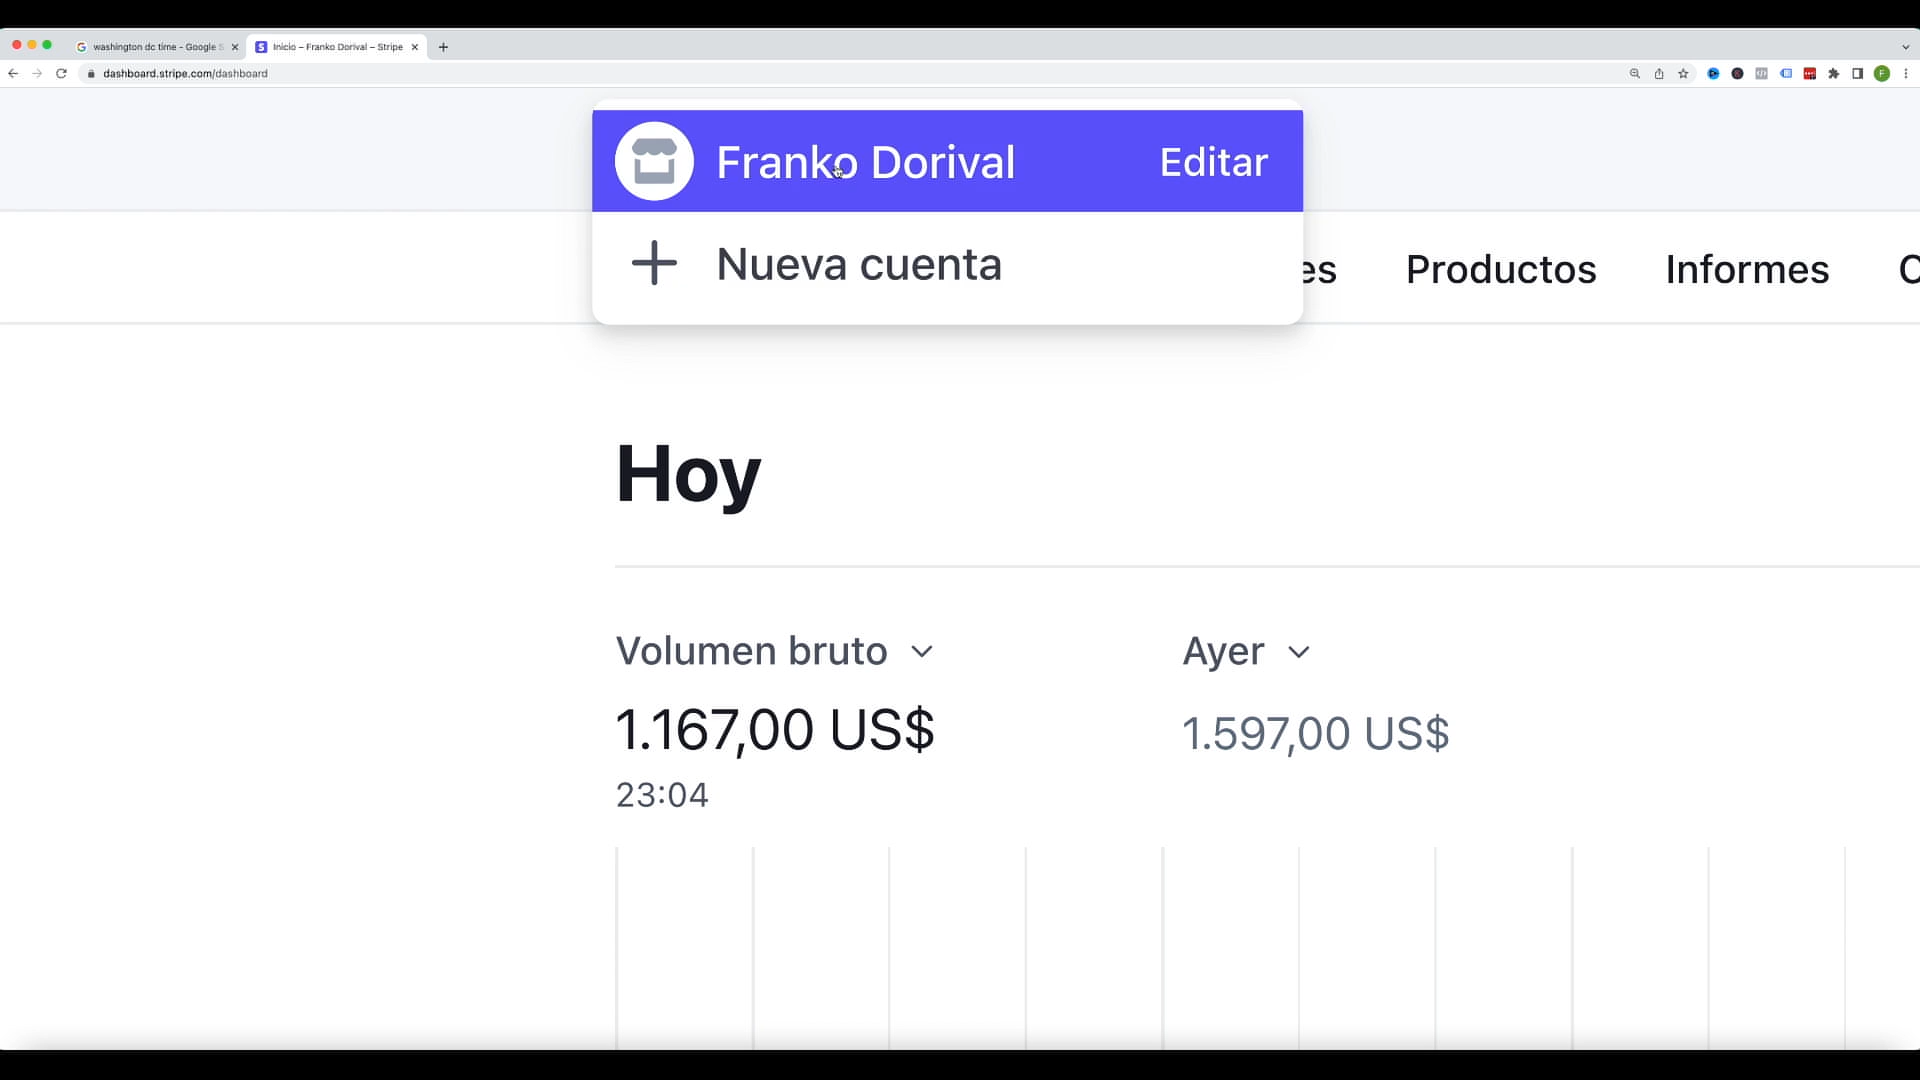 washington dc time - Google S
Inicio – Franko Dorival – Stripe
dashboard.stripe.com/dashboard
F
Franko Dorival Editar
Nueva cuenta
es Productos Informes C
Hoy
Volumen bruto Ayer
1.167,00 US$ 1.597,00 US$
23:04